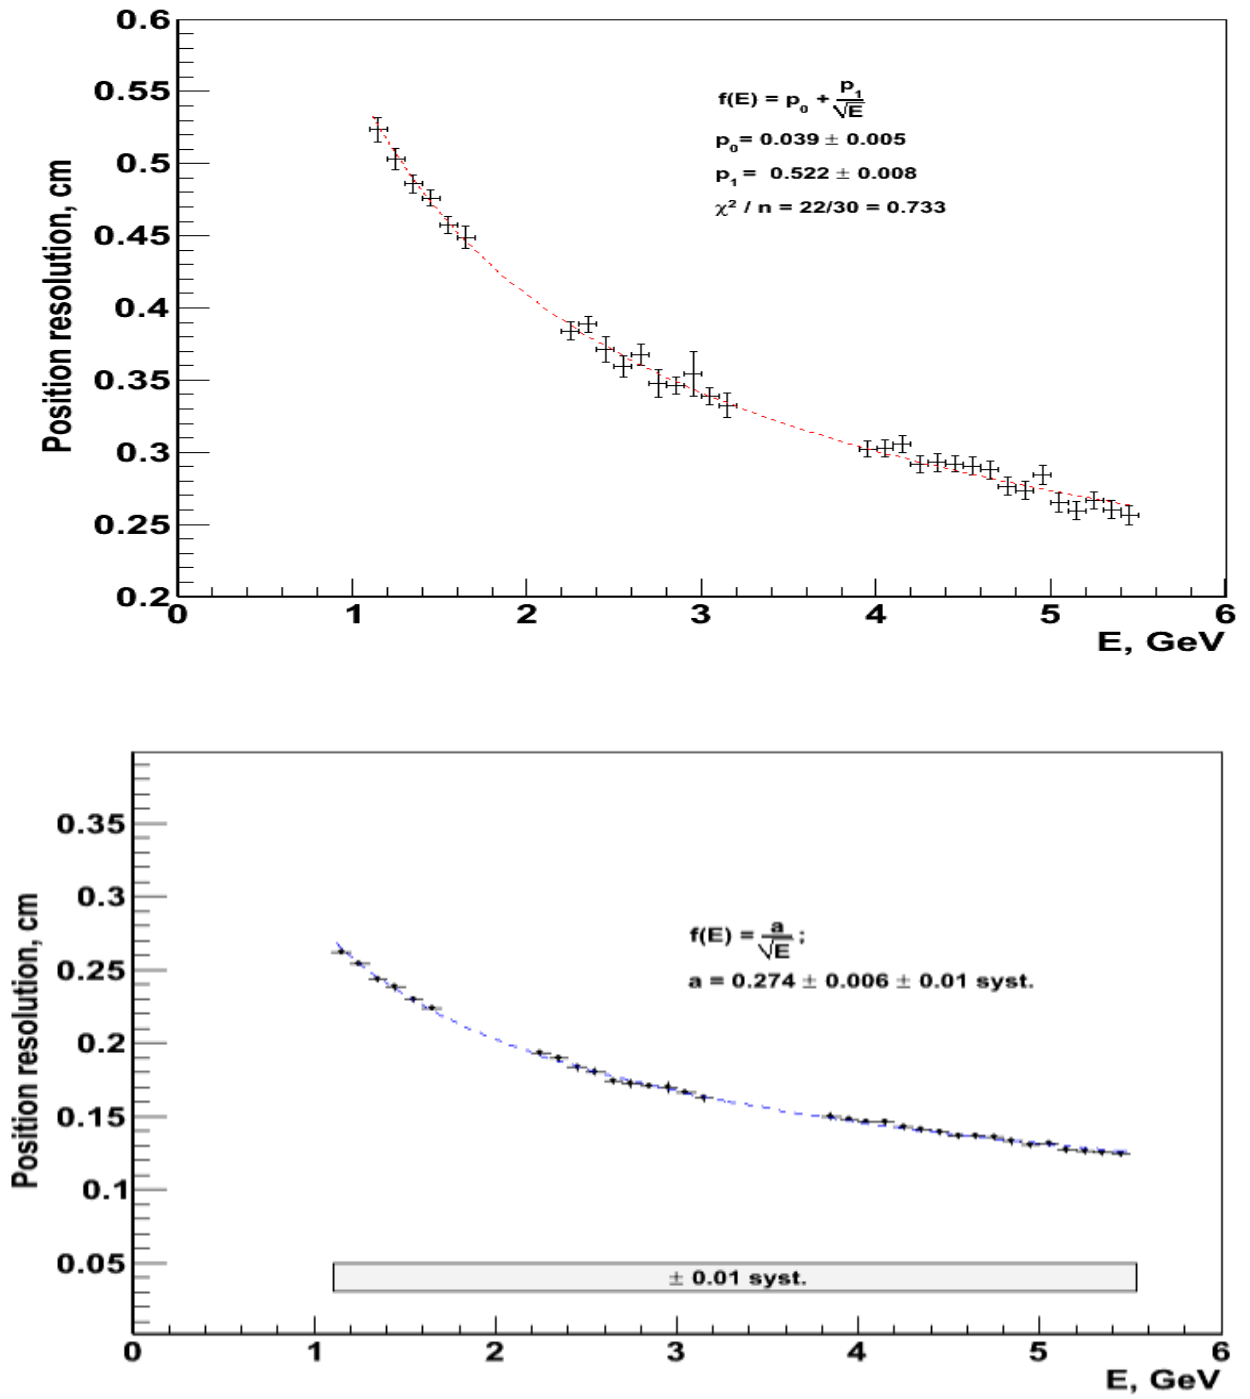 0.6
0.55
0.5
0.45
0.4
0.35
0.3
0.25
0.2
Position resolution, cm
f(E) = p0 + p1/√E
p0= 0.039 ± 0.005
p1 = 0.522 ± 0.008
χ² / n = 22/30 = 0.733
0 1 2 3 4 5 6
E, GeV
0.35
0.3
0.25
0.2
0.15
0.1
0.05
Position resolution, cm
f(E) = a/√E ;
a = 0.274 ± 0.006 ± 0.01 syst.
± 0.01 syst.
0 1 2 3 4 5 6
E, GeV